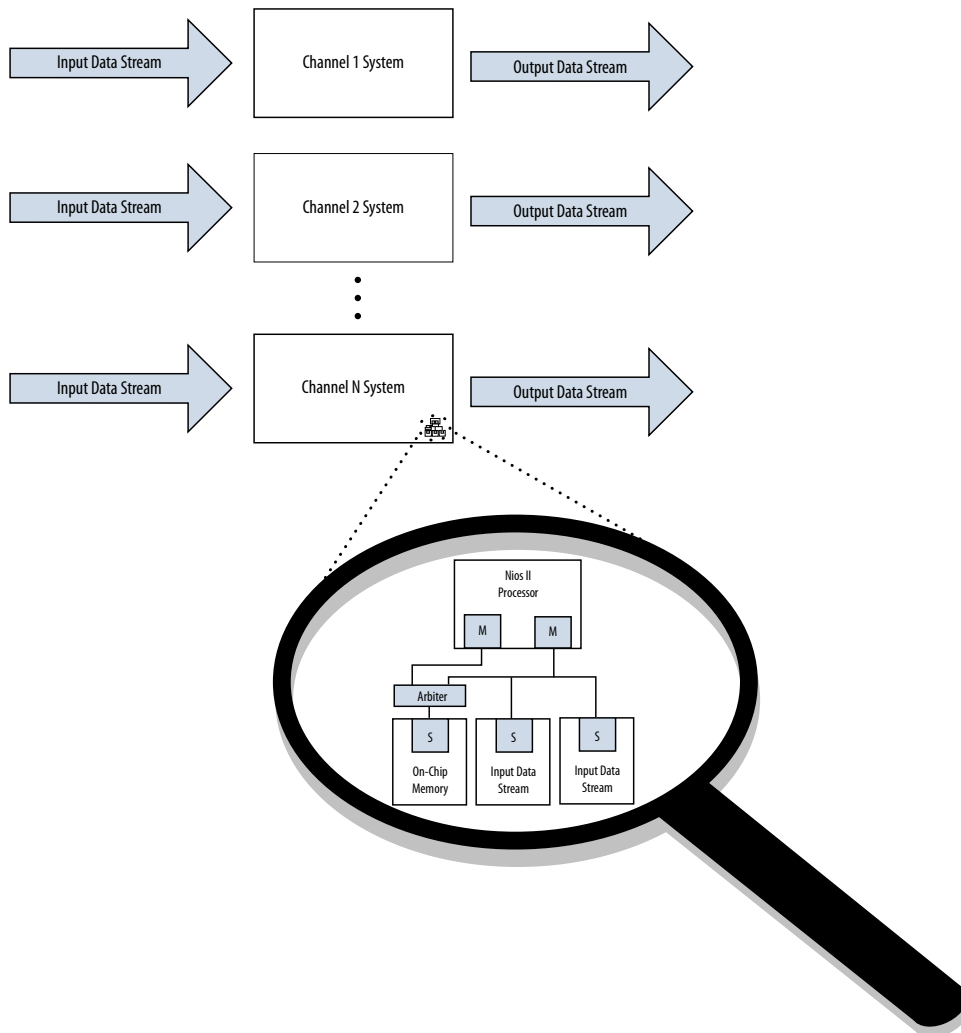 Input Data Stream
Channel 1 System
Output Data Stream
Input Data Stream
Channel 2 System
Output Data Stream
Input Data Stream
Channel N System
Output Data Stream
Nios II
Processor
M
M
Arbiter
S
S
S
On-Chip
Memory
Input Data
Stream
Input Data
Stream